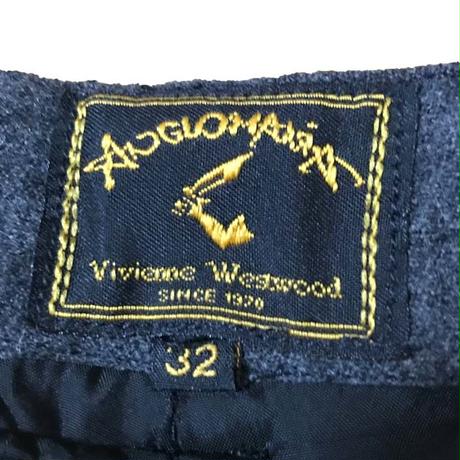 ANGLOMANIA
Vivienne Westwood
SINCE 1970
32